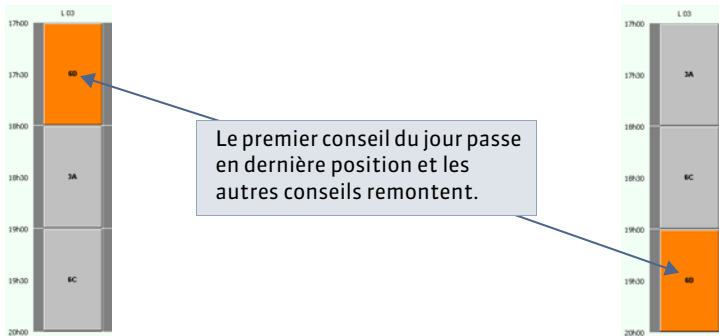 L 03
17h00
17h30
6D
18h00
18h30
3A
19h00
19h30
6C
20h00
Le premier conseil du jour passe
en dernière position et les
autres conseils remontent.
L 03
17h00
17h30
3A
18h00
18h30
6C
19h00
19h30
6D
20h00